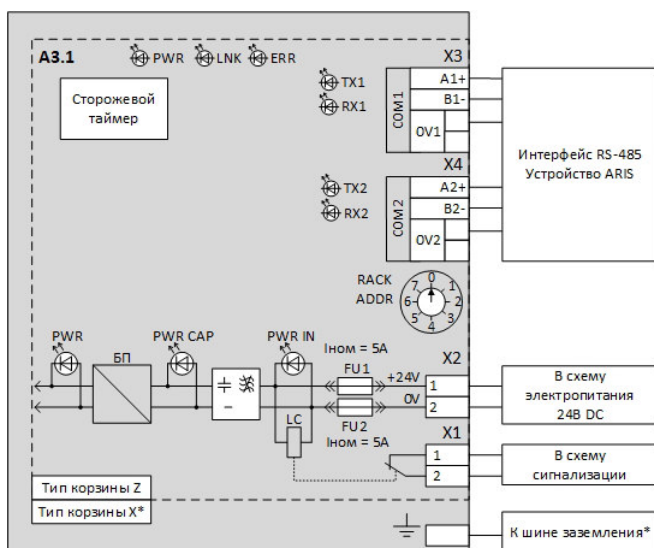 А3.1
PWR
LNK
ERR
X3
Сторожевой
таймер
TX1
RX1
COM1
A1+
B1-
0V1
X4
TX2
RX2
COM2
A2+
B2-
0V2
Интерфейс RS-485
Устройство ARIS
RACK
ADDR
0
1
2
3
4
5
6
7
PWR
БП
PWR CAP
PWR IN
Iном = 5А
FU1
+24V
0V
FU2
Iном = 5А
LC
X2
1
2
В схему
электропитания
24В DC
X1
1
2
В схему
сигнализации
Тип корзины Z
Тип корзины X*
К шине заземления*